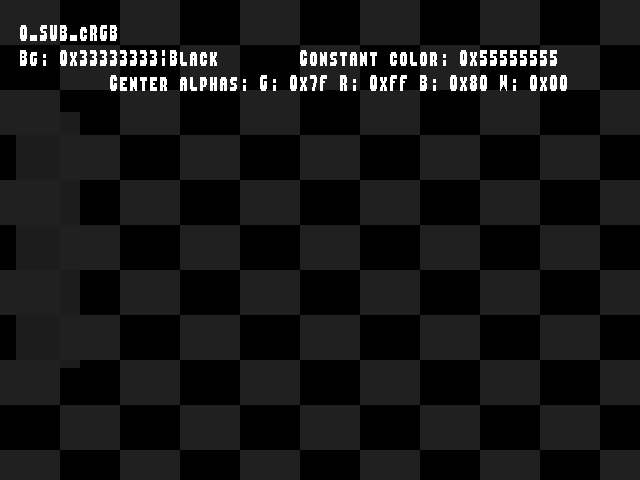 0_SUB_cRGB
Bg: 0x33333333;Black Constant color: 0x55555555
Center alphas: G: 0x7f R: 0xff B: 0x80 W: 0x00